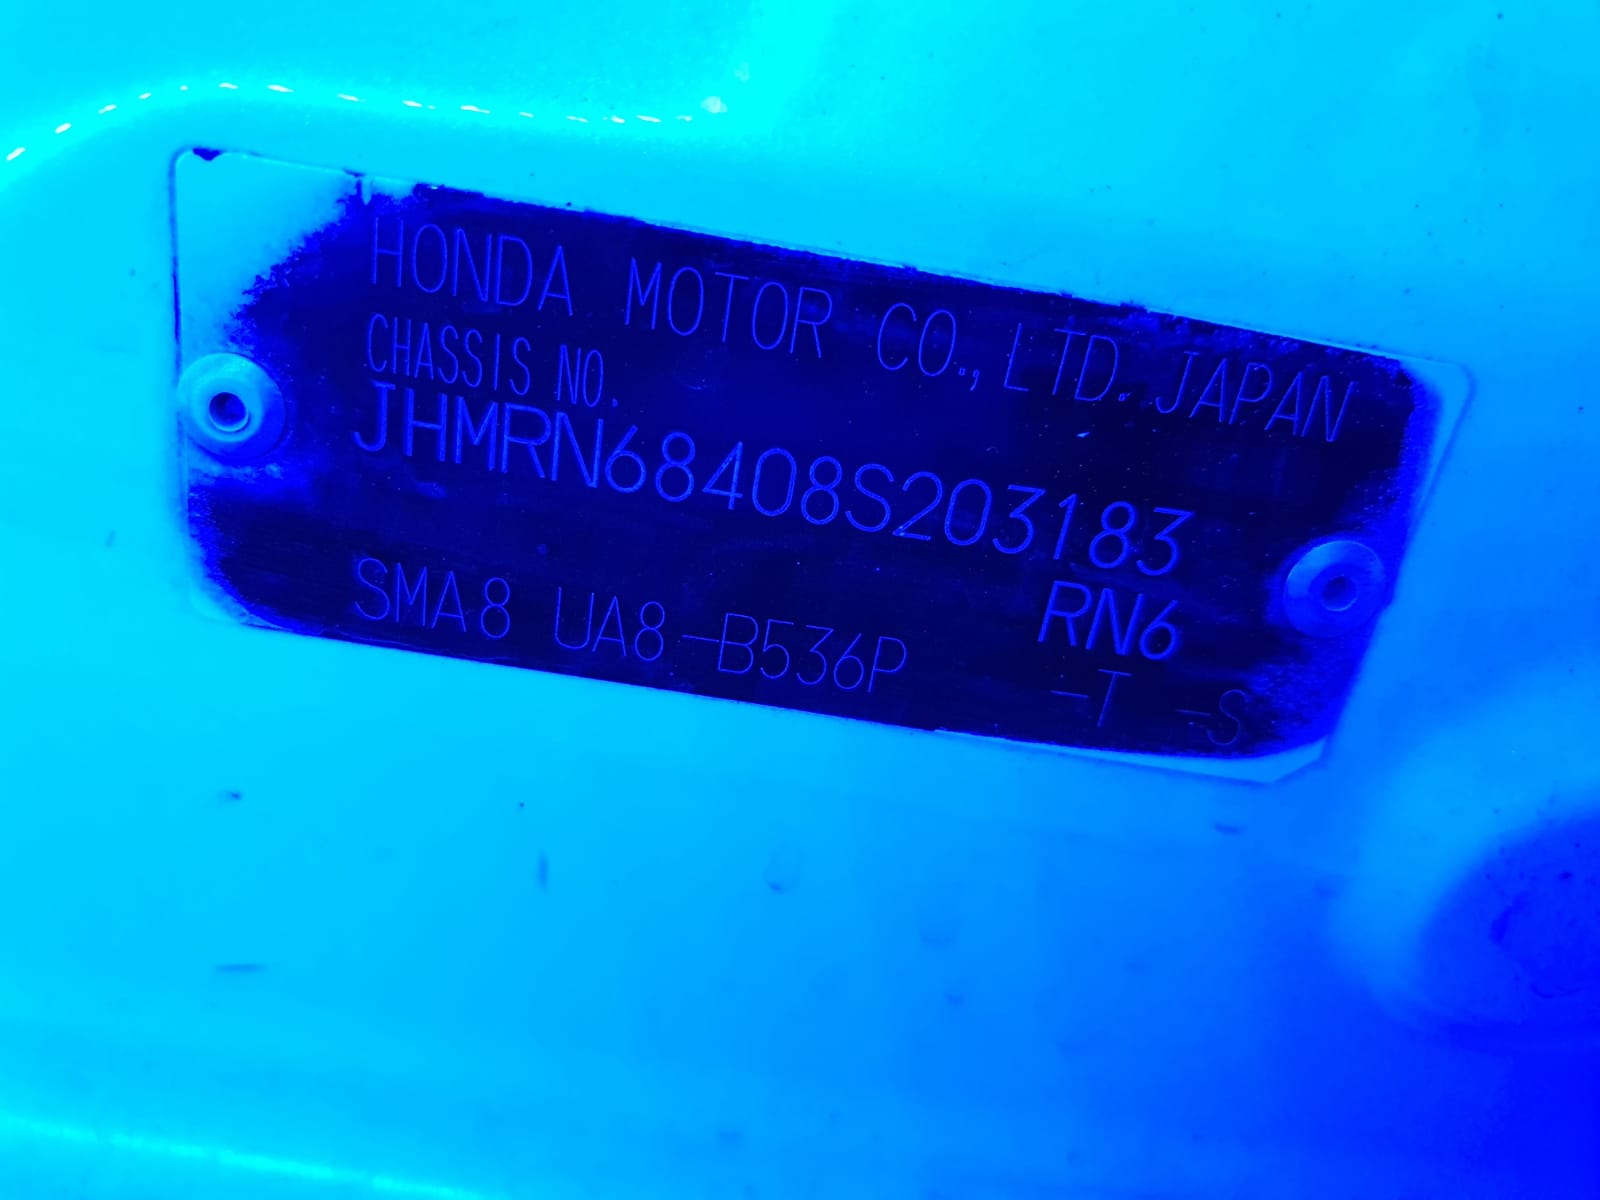 HONDA MOTOR CO., LTD. JAPAN
CHASSIS NO.
JHMRN68408S203183
RN6
SMA8 UA8-B536P -T -S